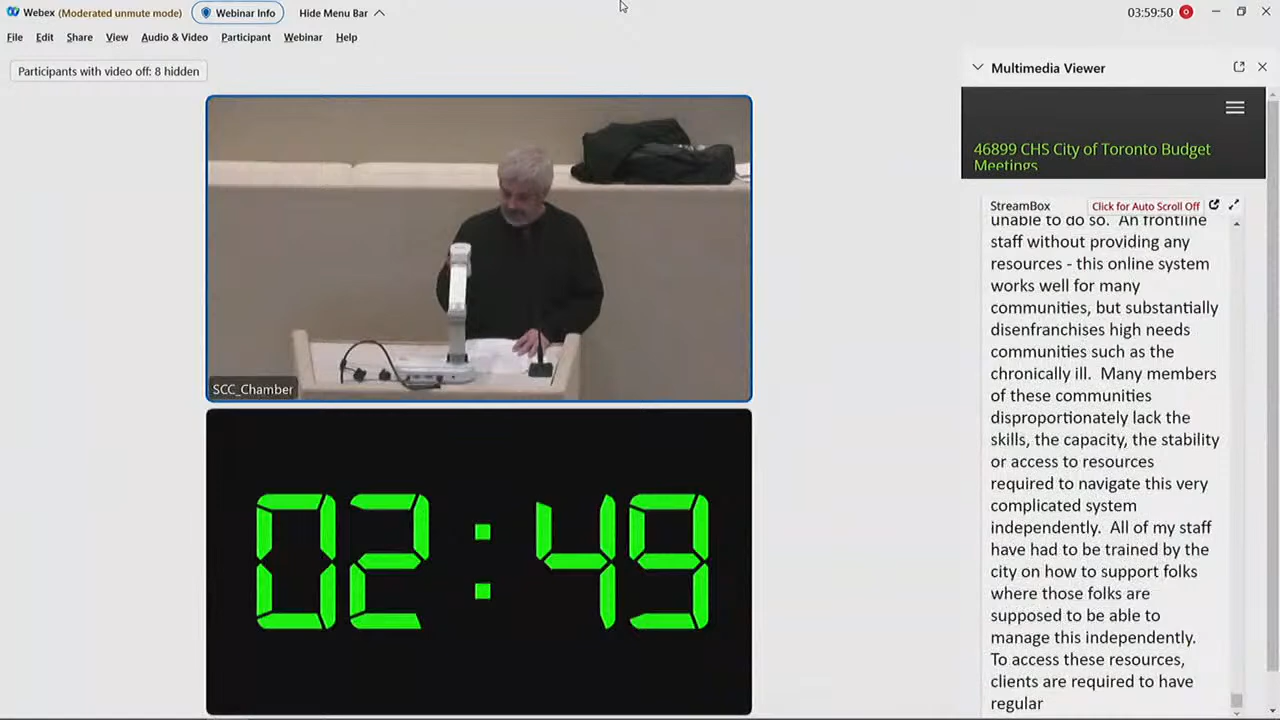 Webex (Moderated unmute mode) Webinar Info Hide Menu Bar 03:59:50
File Edit Share View Audio & Video Participant Webinar Help
Participants with video off: 8 hidden
SCC_Chamber
02:49
Multimedia Viewer
46899 CHS City of Toronto Budget
Meetings
StreamBox Click for Auto Scroll Off
unable to do so. An frontline
staff without providing any
resources - this online system
works well for many
communities, but substantially
disenfranchises high needs
communities such as the
chronically ill. Many members
of these communities
disproportionately lack the
skills, the capacity, the stability
or access to resources
required to navigate this very
complicated system
independently. All of my staff
have had to be trained by the
city on how to support folks
where those folks are
supposed to be able to
manage this independently.
To access these resources,
clients are required to have
regular